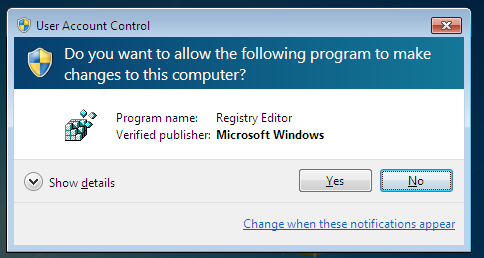 User Account Control
Do you want to allow the following program to make
changes to this computer?
Program name: Registry Editor
Verified publisher: Microsoft Windows
Show details
Yes
No
Change when these notifications appear